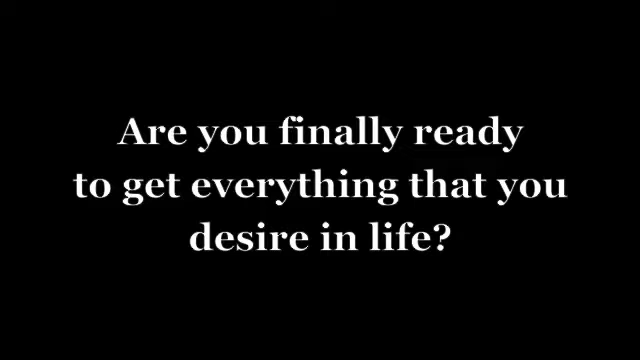 Are you finally ready
to get everything that you
desire in life?